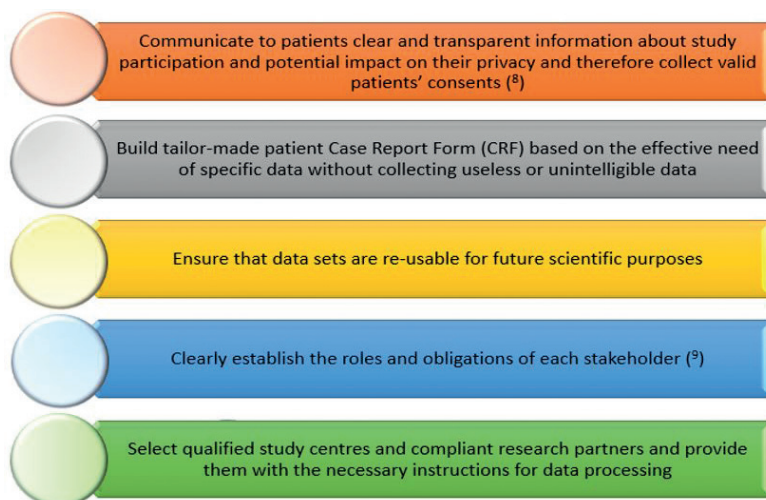 Communicate to patients clear and transparent information about study
participation and potential impact on their privacy and therefore collect valid
patients’ consents (⁸)
Build tailor-made patient Case Report Form (CRF) based on the effective need
of specific data without collecting useless or unintelligible data
Ensure that data sets are re-usable for future scientific purposes
Clearly establish the roles and obligations of each stakeholder (⁹)
Select qualified study centres and compliant research partners and provide
them with the necessary instructions for data processing